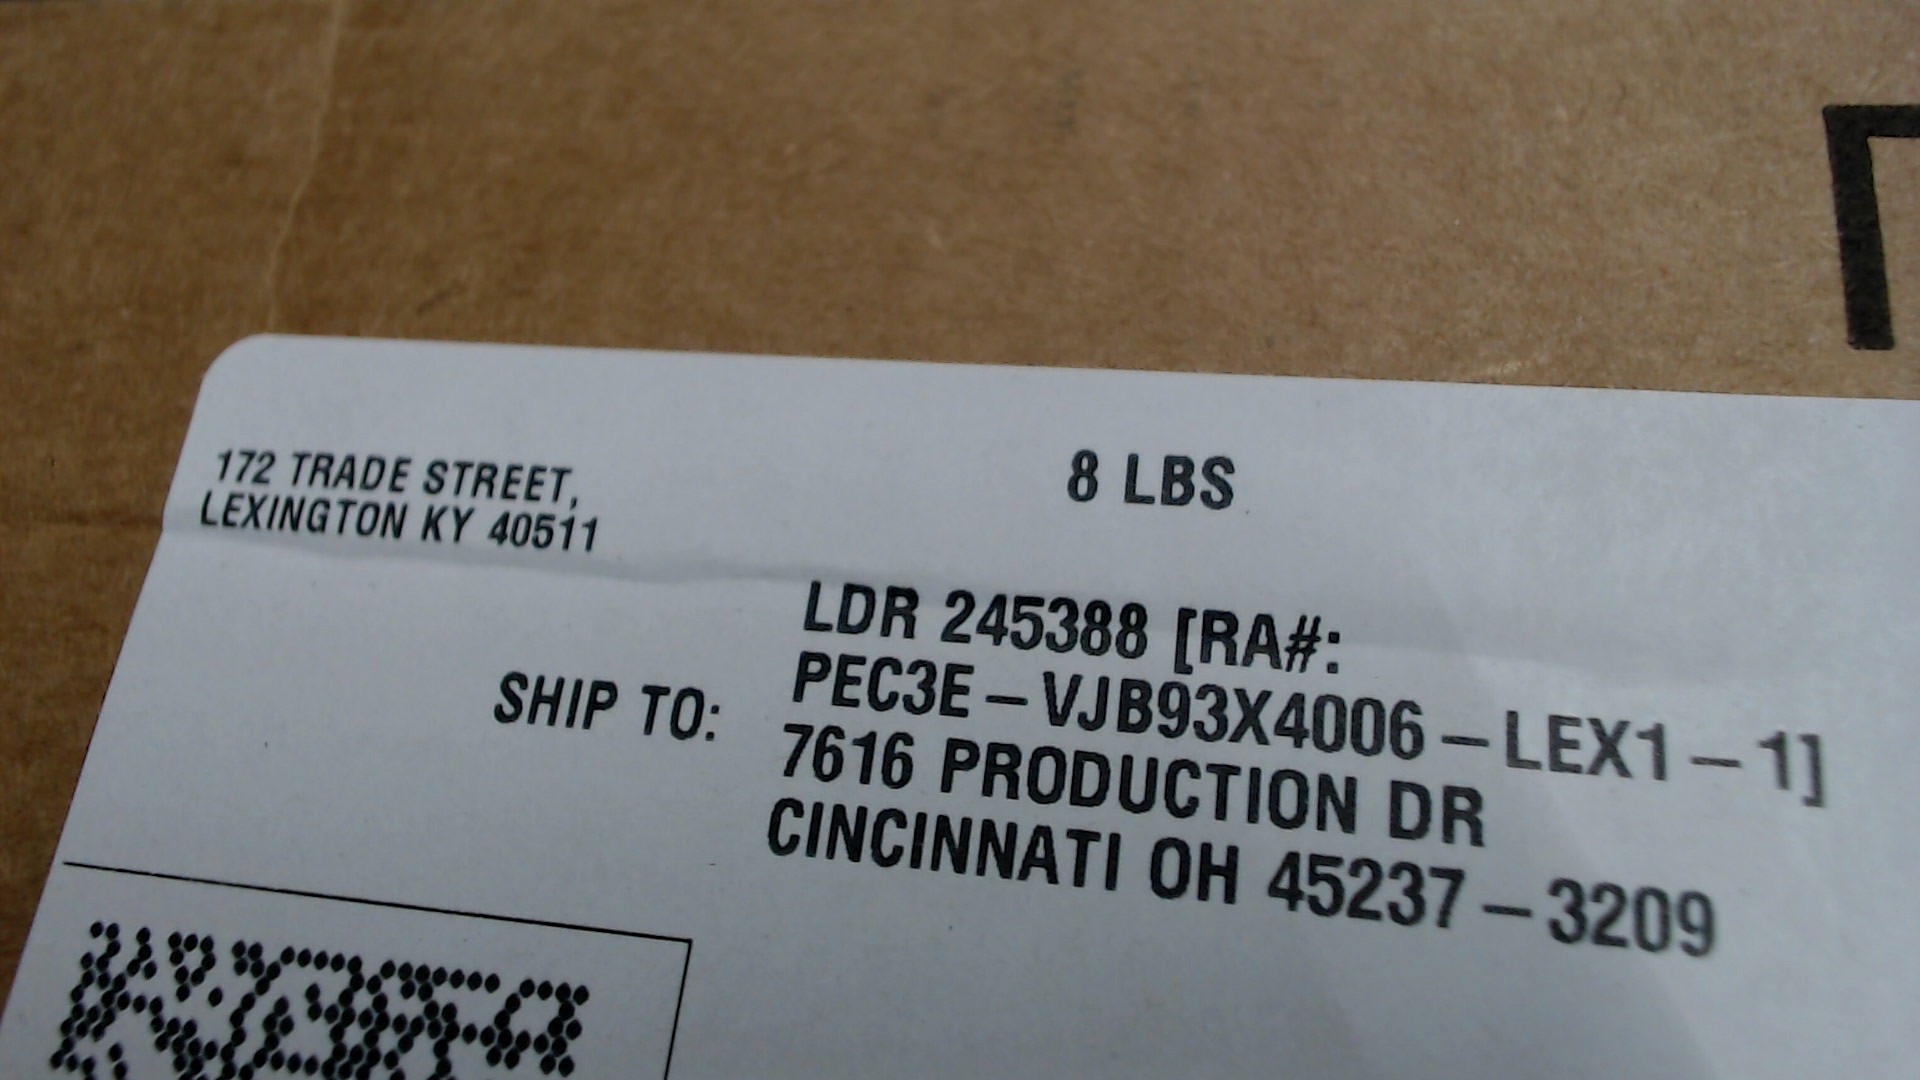 172 TRADE STREET,
LEXINGTON KY 40511
8 LBS
SHIP TO:
LDR 245388 [RA#:
PEC3E-VJB93X4006-LEX1-1]
7616 PRODUCTION DR
CINCINNATI OH 45237-3209